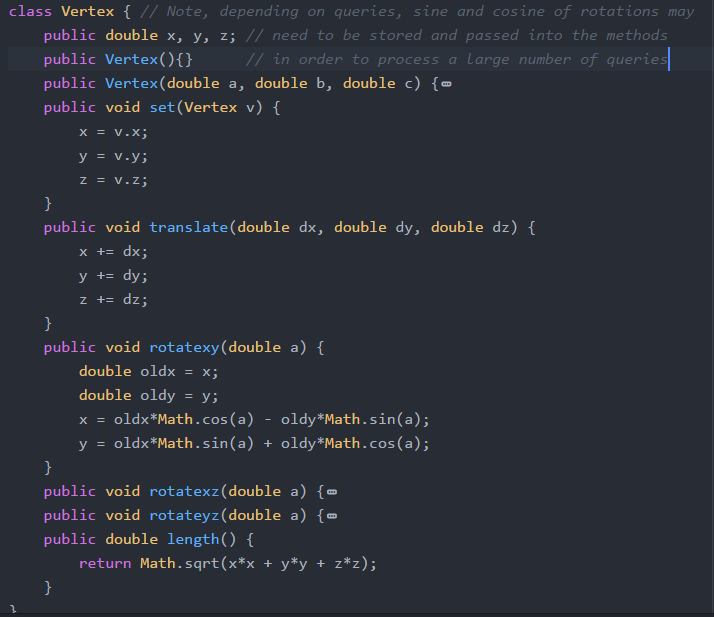 class Vertex { // Note, depending on queries, sine and cosine of rotations may
    public double x, y, z; // need to be stored and passed into the methods
    public Vertex(){}      // in order to process a large number of queries
    public Vertex(double a, double b, double c) {
    public void set(Vertex v) {
        x = v.x;
        y = v.y;
        z = v.z;
    }
    public void translate(double dx, double dy, double dz) {
        x += dx;
        y += dy;
        z += dz;
    }
    public void rotatexy(double a) {
        double oldx = x;
        double oldy = y;
        x = oldx*Math.cos(a) - oldy*Math.sin(a);
        y = oldx*Math.sin(a) + oldy*Math.cos(a);
    }
    public void rotatexz(double a) {
    public void rotateyz(double a) {
    public double length() {
        return Math.sqrt(x*x + y*y + z*z);
    }
}